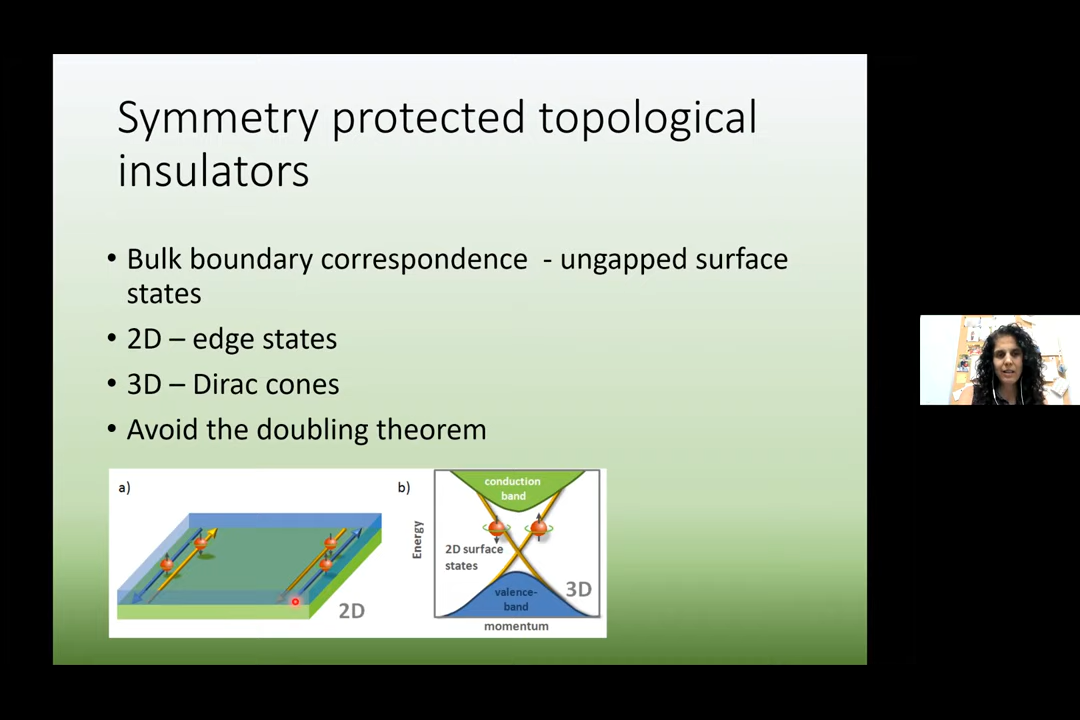 Symmetry protected topological
insulators
• Bulk boundary correspondence - ungapped surface
states
• 2D – edge states
• 3D – Dirac cones
• Avoid the doubling theorem
a)
2D
b)
conduction
band
Energy
2D surface
states
valence-
band
3D
momentum